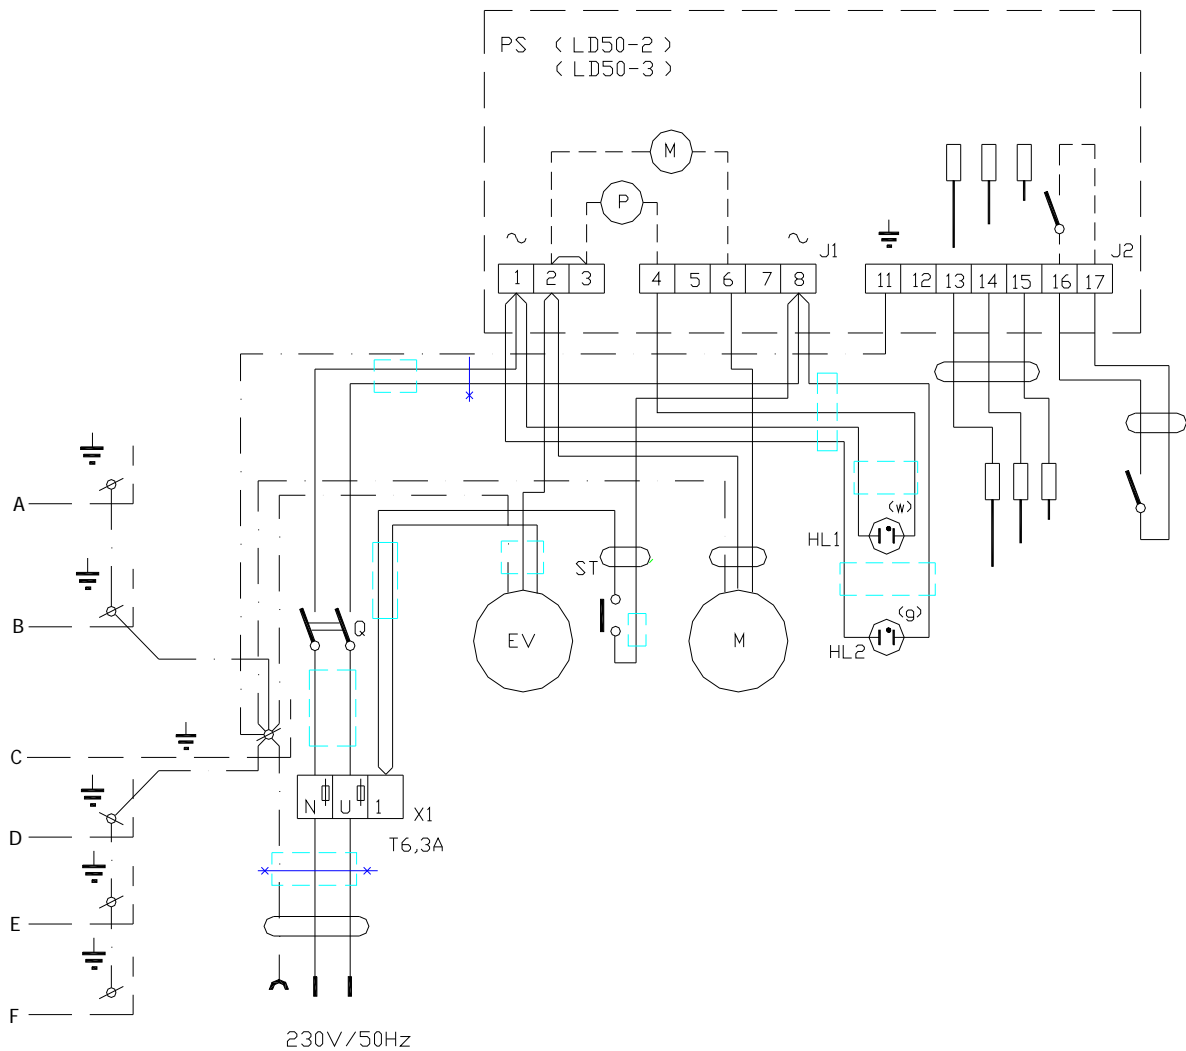 PS ( LD50-2 )
( LD50-3 )
M
P
J1
J2
1 2 3 4 5 6 7 8 11 12 13 14 15 16 17
A
(w)
HL1
ST
B
(g)
Q
EV
M
HL2
C
N U 1
X1
D
T6,3A
E
F
230V/50Hz